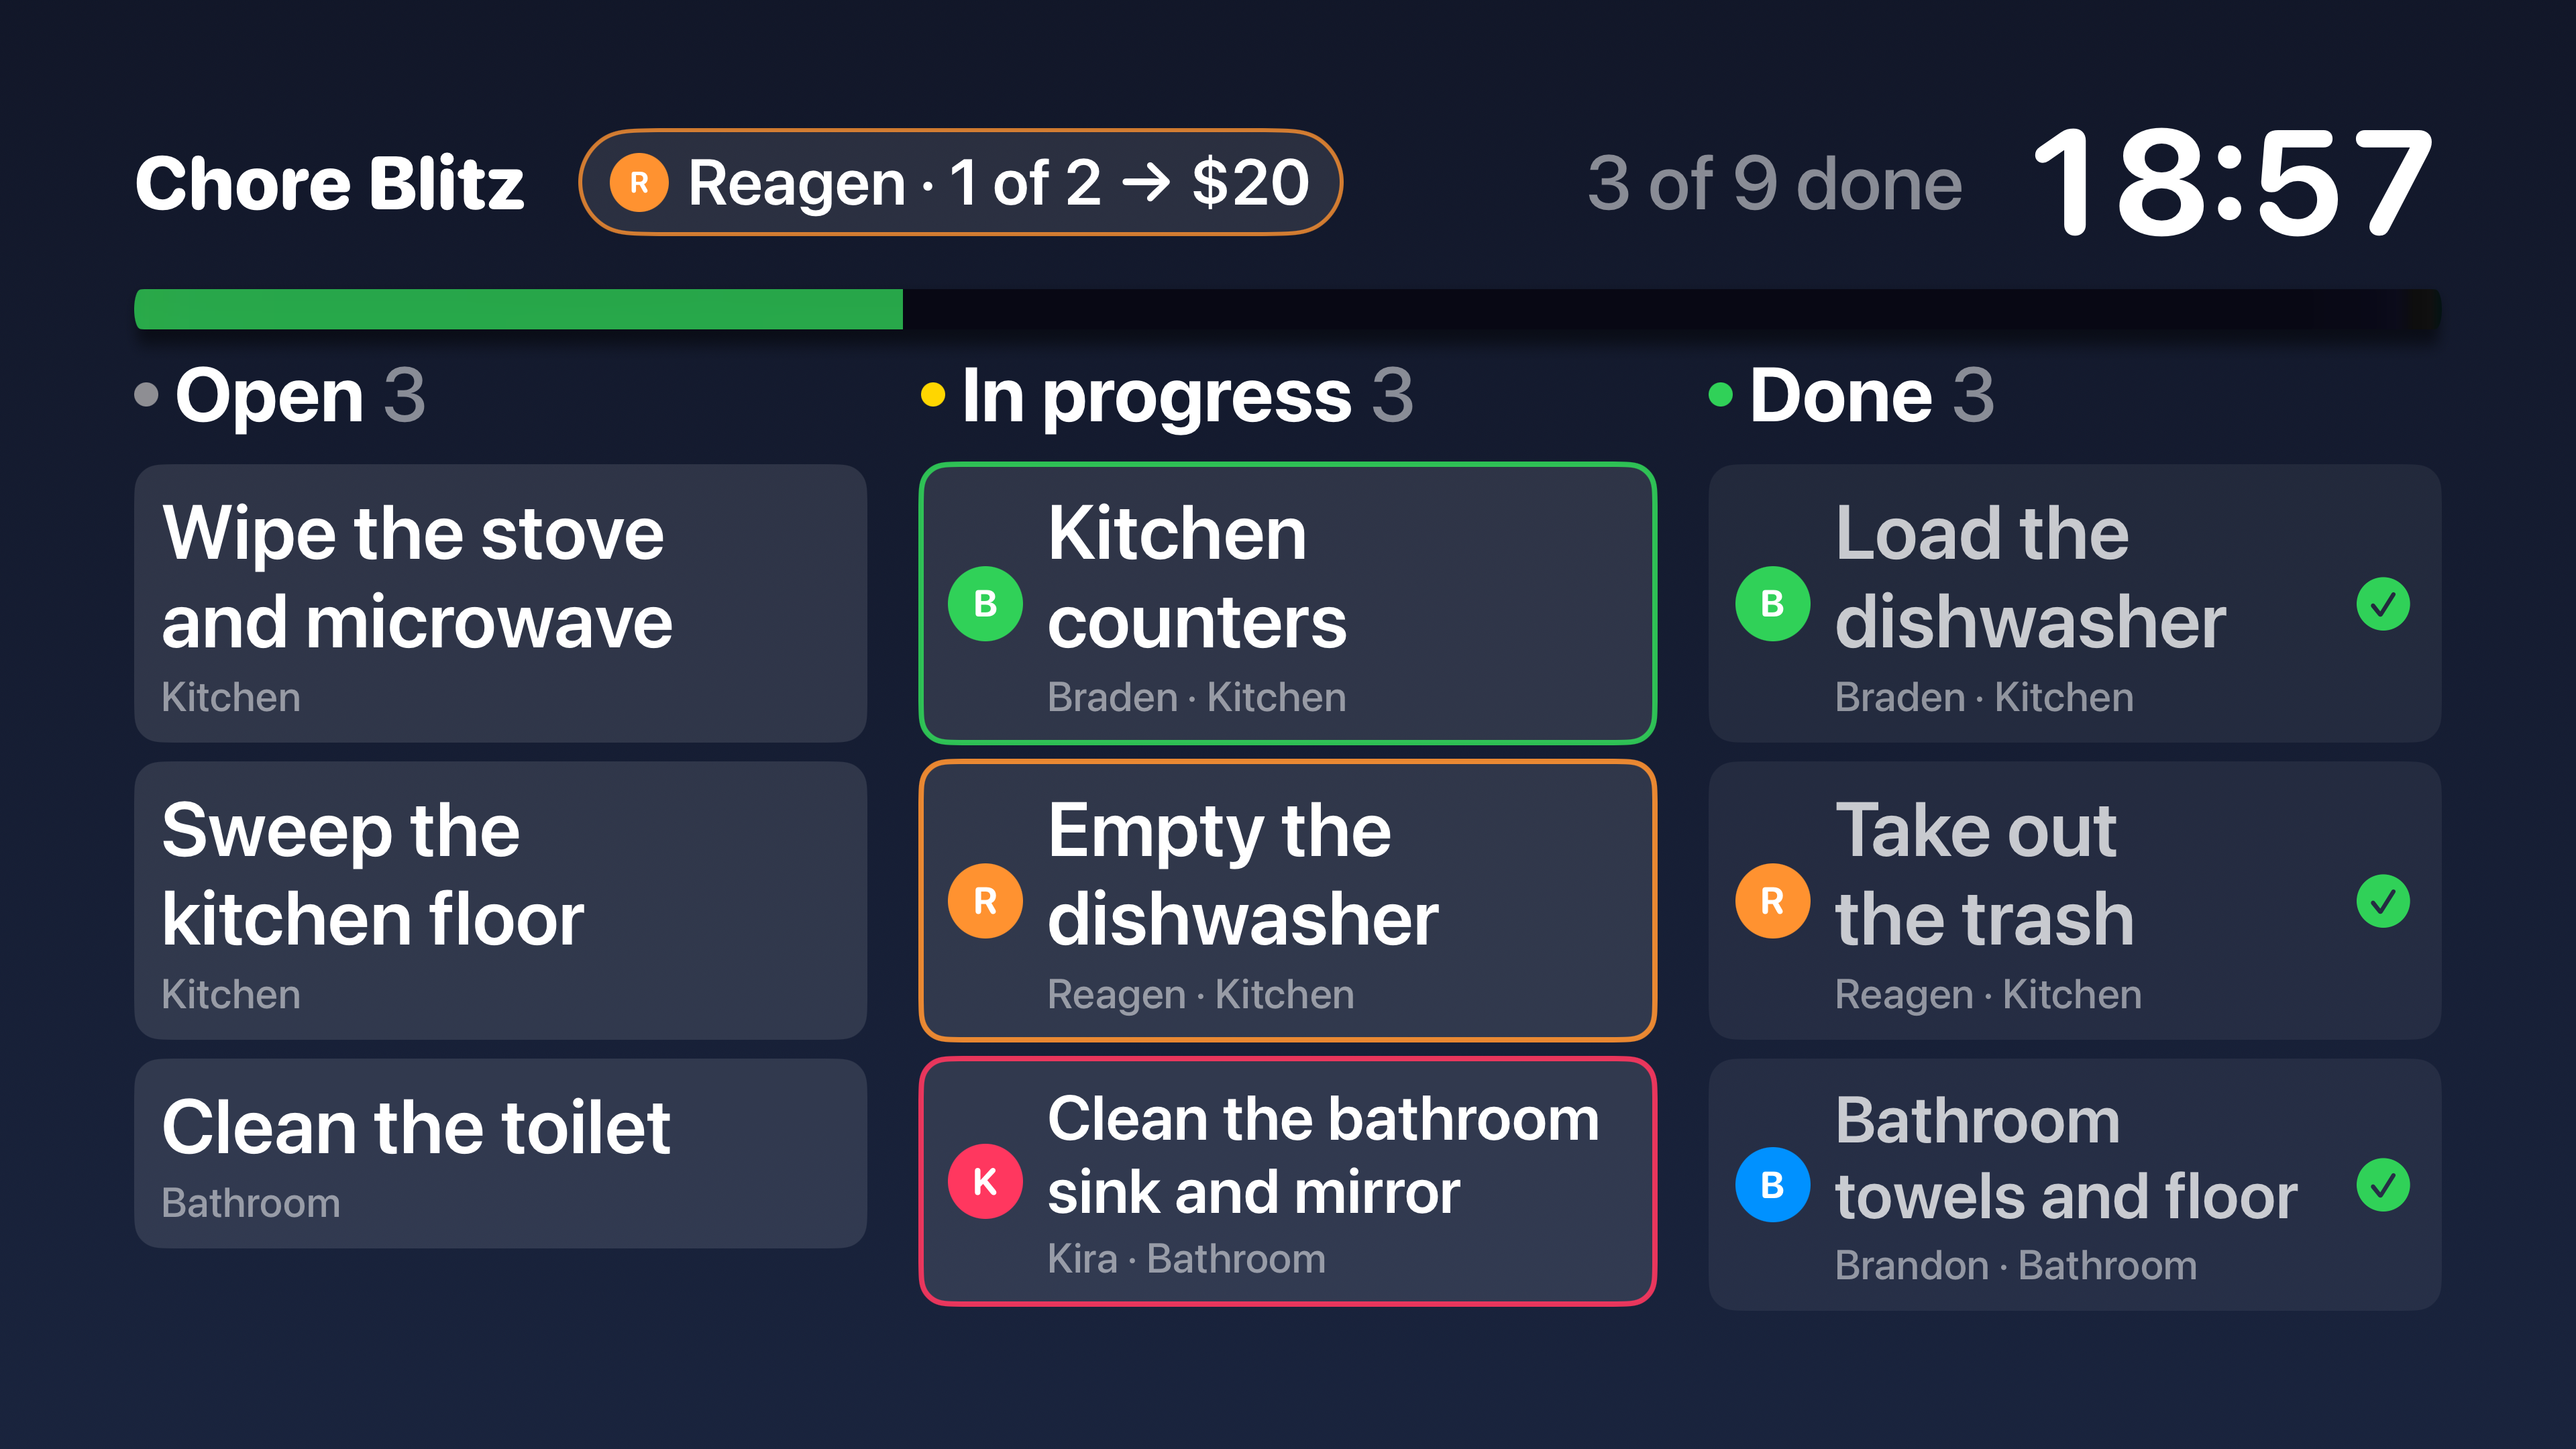 Chore Blitz
R Reagen · 1 of 2 → $20
3 of 9 done
18:57
Open 3
Wipe the stove
and microwave
Kitchen
Sweep the
kitchen floor
Kitchen
Clean the toilet
Bathroom
In progress 3
B
Kitchen
counters
Braden · Kitchen
R
Empty the
dishwasher
Reagen · Kitchen
K
Clean the bathroom
sink and mirror
Kira · Bathroom
Done 3
B
Load the
dishwasher
Braden · Kitchen
R
Take out
the trash
Reagen · Kitchen
B
Bathroom
towels and floor
Brandon · Bathroom